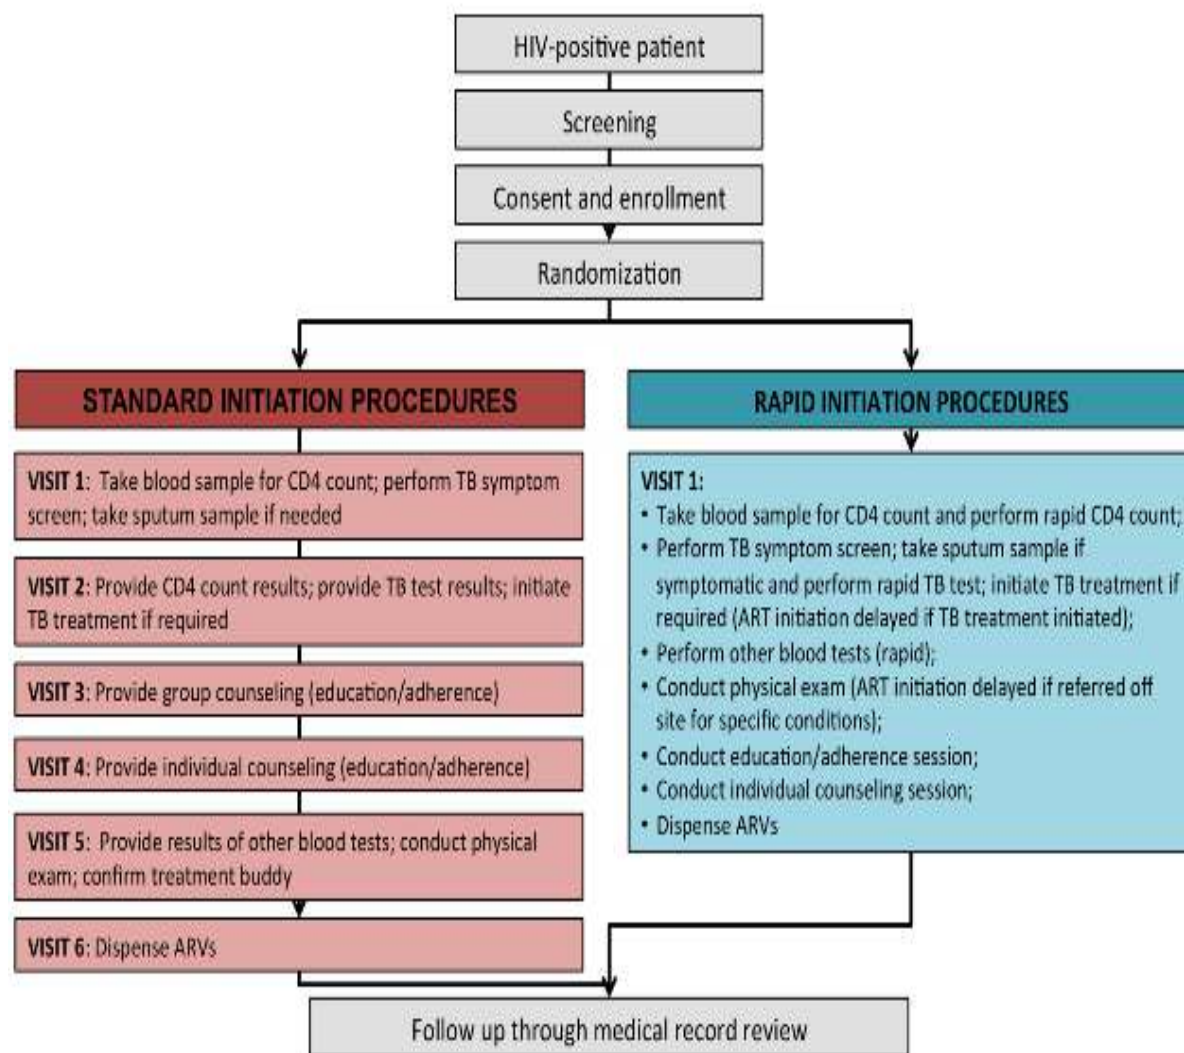 HIV-positive patient
Screening
Consent and enrollment
Randomization
STANDARD INITIATION PROCEDURES
VISIT 1: Take blood sample for CD4 count; perform TB symptom
screen; take sputum sample if needed
VISIT 2: Provide CD4 count results; provide TB test results; initiate
TB treatment if required
VISIT 3: Provide group counseling (education/adherence)
VISIT 4: Provide individual counseling (education/adherence)
VISIT 5: Provide results of other blood tests; conduct physical
exam; confirm treatment buddy
VISIT 6: Dispense ARVs
RAPID INITIATION PROCEDURES
VISIT 1:
• Take blood sample for CD4 count and perform rapid CD4 count;
• Perform TB symptom screen; take sputum sample if
symptomatic and perform rapid TB test; initiate TB treatment if
required (ART initiation delayed if TB treatment initiated);
• Perform other blood tests (rapid);
• Conduct physical exam (ART initiation delayed if referred off
site for specific conditions);
• Conduct education/adherence session;
• Conduct individual counseling session;
• Dispense ARVs
Follow up through medical record review